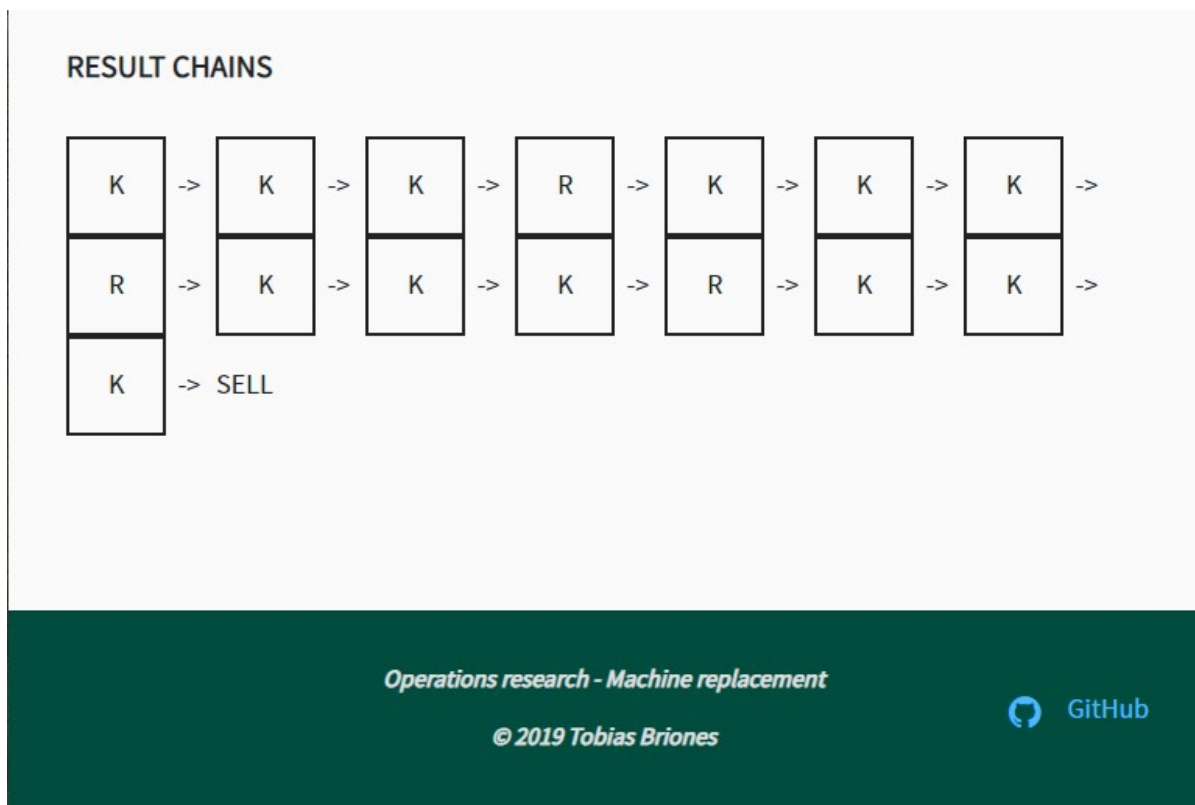 RESULT CHAINS
K -> K -> K -> R -> K -> K -> K ->
R -> K -> K -> K -> R -> K -> K ->
K -> SELL
Operations research - Machine replacement
© 2019 Tobias Briones
GitHub